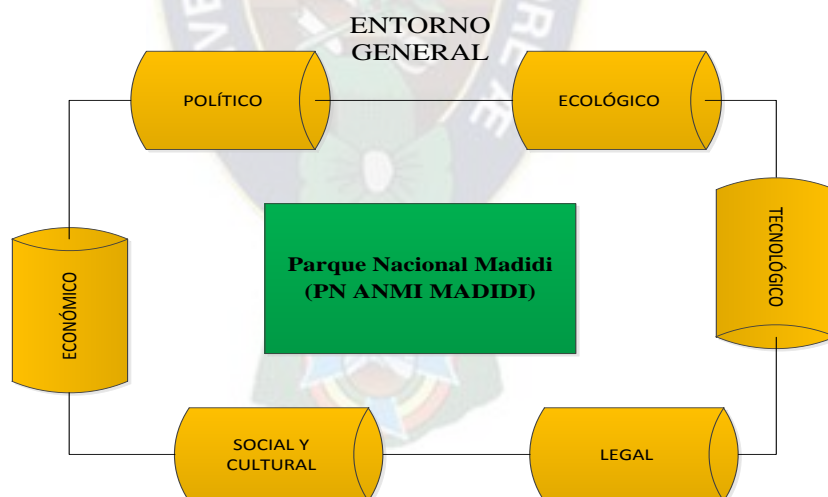 ENTORNO
GENERAL
POLÍTICO
ECOLÓGICO
TECNOLÓGICO
Parque Nacional Madidi
(PN ANMI MADIDI)
ECONÓMICO
SOCIAL Y
CULTURAL
LEGAL